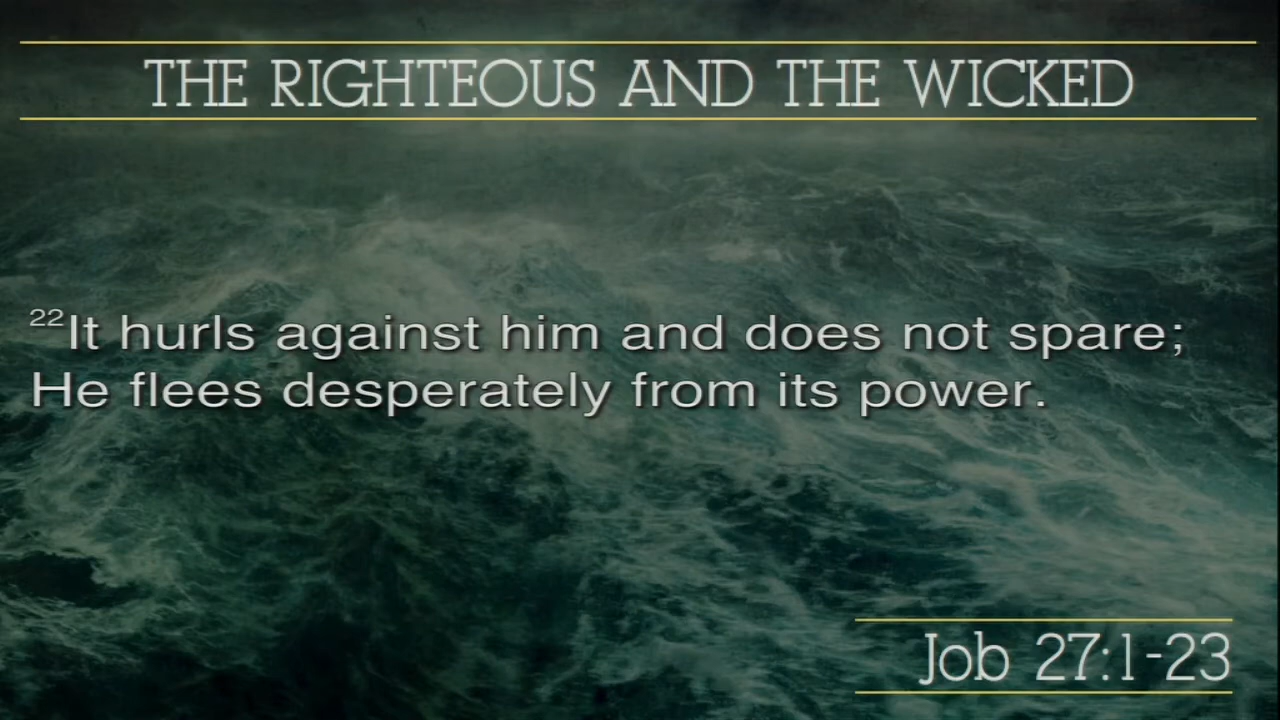 THE RIGHTEOUS AND THE WICKED
22It hurls against him and does not spare;
He flees desperately from its power.
Job 27:1-23